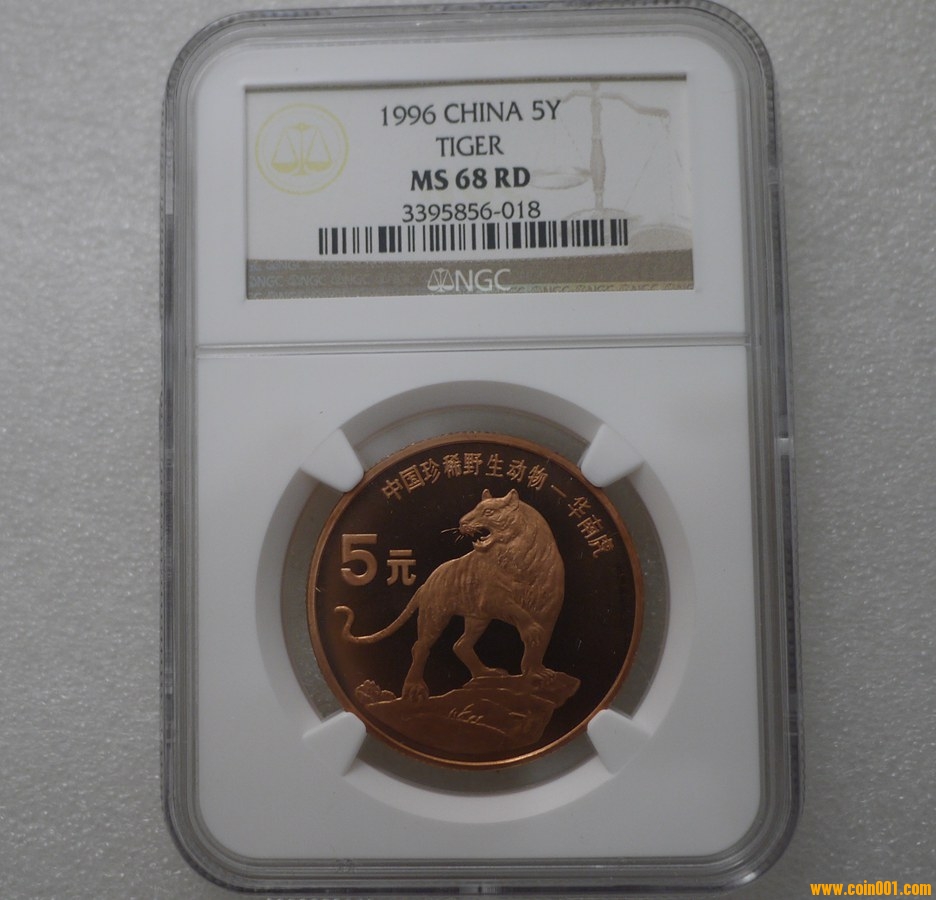 1996 CHINA 5Y
TIGER
MS 68 RD
3395856-018
NGC
中国珍稀野生动物—华南虎
5元
www.coin001.com